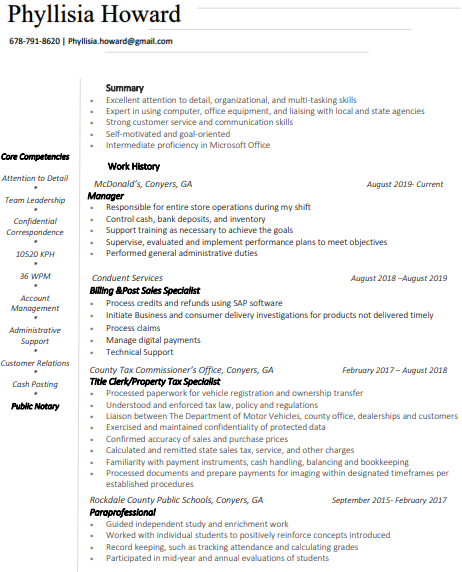 Phyllisia Howard
678-791-8620 | Phyllisia.howard@gmail.com
Summary
• Excellent attention to detail, organizational, and multi-tasking skills
• Expert in using computer, office equipment, and liaising with local and state agencies
• Strong customer service and communication skills
• Self-motivated and goal-oriented
• Intermediate proficiency in Microsoft Office
Core Competencies
Attention to Detail
*
Team Leadership
*
Confidential
Correspondence
*
10520 KPH
*
36 WPM
*
Account
Management
*
Administrative
Support
*
Customer Relations
*
Cash Posting
*
Public Notary
Work History
McDonald's, Conyers, GA August 2019- Current
Manager
• Responsible for entire store operations during my shift
• Control cash, bank deposits, and inventory
• Support training as necessary to achieve the goals
• Supervise, evaluated and implement performance plans to meet objectives
• Performed general administrative duties
Conduent Services August 2018 –August 2019
Billing &Post Sales Specialist
• Process credits and refunds using SAP software
• Initiate Business and consumer delivery investigations for products not delivered timely
• Process claims
• Manage digital payments
• Technical Support
County Tax Commissioner's Office, Conyers, GA February 2017 – August 2018
Title Clerk/Property Tax Specialist
• Processed paperwork for vehicle registration and ownership transfer
• Understood and enforced tax law, policy and regulations
• Liaison between The Department of Motor Vehicles, county office, dealerships and customers
• Exercised and maintained confidentiality of protected data
• Confirmed accuracy of sales and purchase prices
• Calculated and remitted state sales tax, service, and other charges
• Familiarity with payment instruments, cash handling, balancing and bookkeeping
• Processed documents and prepare payments for imaging within designated timeframes per
established procedures
Rockdale County Public Schools, Conyers, GA September 2015- February 2017
Paraprofessional
• Guided independent study and enrichment work
• Worked with individual students to positively reinforce concepts introduced
• Record keeping, such as tracking attendance and calculating grades
• Participated in mid-year and annual evaluations of students